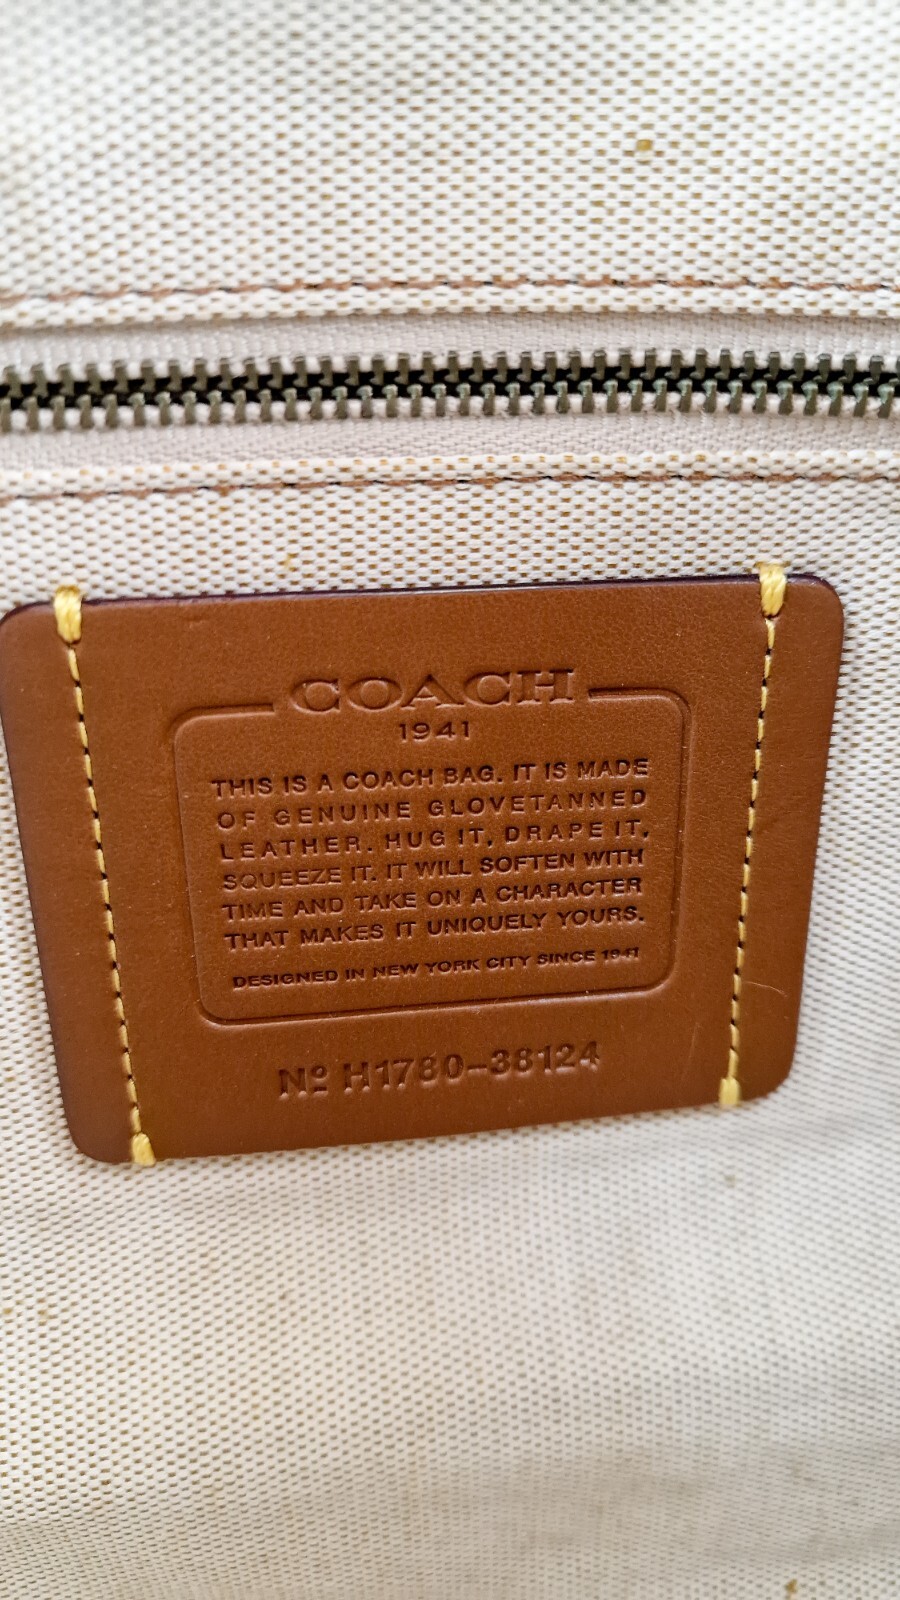 COACH
1941
THIS IS A COACH BAG. IT IS MADE
OF GENUINE GLOVETANNED
LEATHER. HUG IT, DRAPE IT,
SQUEEZE IT. IT WILL SOFTEN WITH
TIME AND TAKE ON A CHARACTER
THAT MAKES IT UNIQUELY YOURS.
DESIGNED IN NEW YORK CITY SINCE 1941
Nº H1780-38124